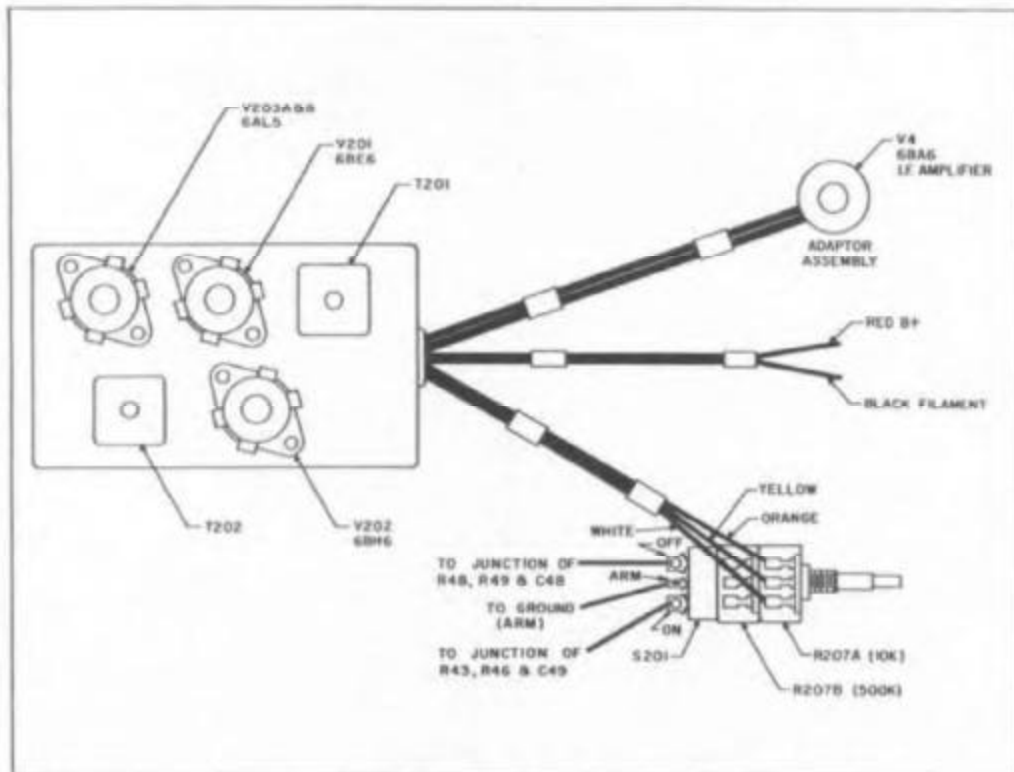 V203A&B
6AL5
V201
6BE6
T201
V4
6BA6
I.F. AMPLIFIER
ADAPTOR
ASSEMBLY
RED B+
BLACK FILAMENT
YELLOW
ORANGE
WHITE
OFF
T202
V202
6BH6
TO JUNCTION OF
R48, R49 & C48
ARM
TO GROUND
(ARM)
ON
TO JUNCTION OF
R43, R46 & C49
S201
R207A (10K)
R207B (500K)